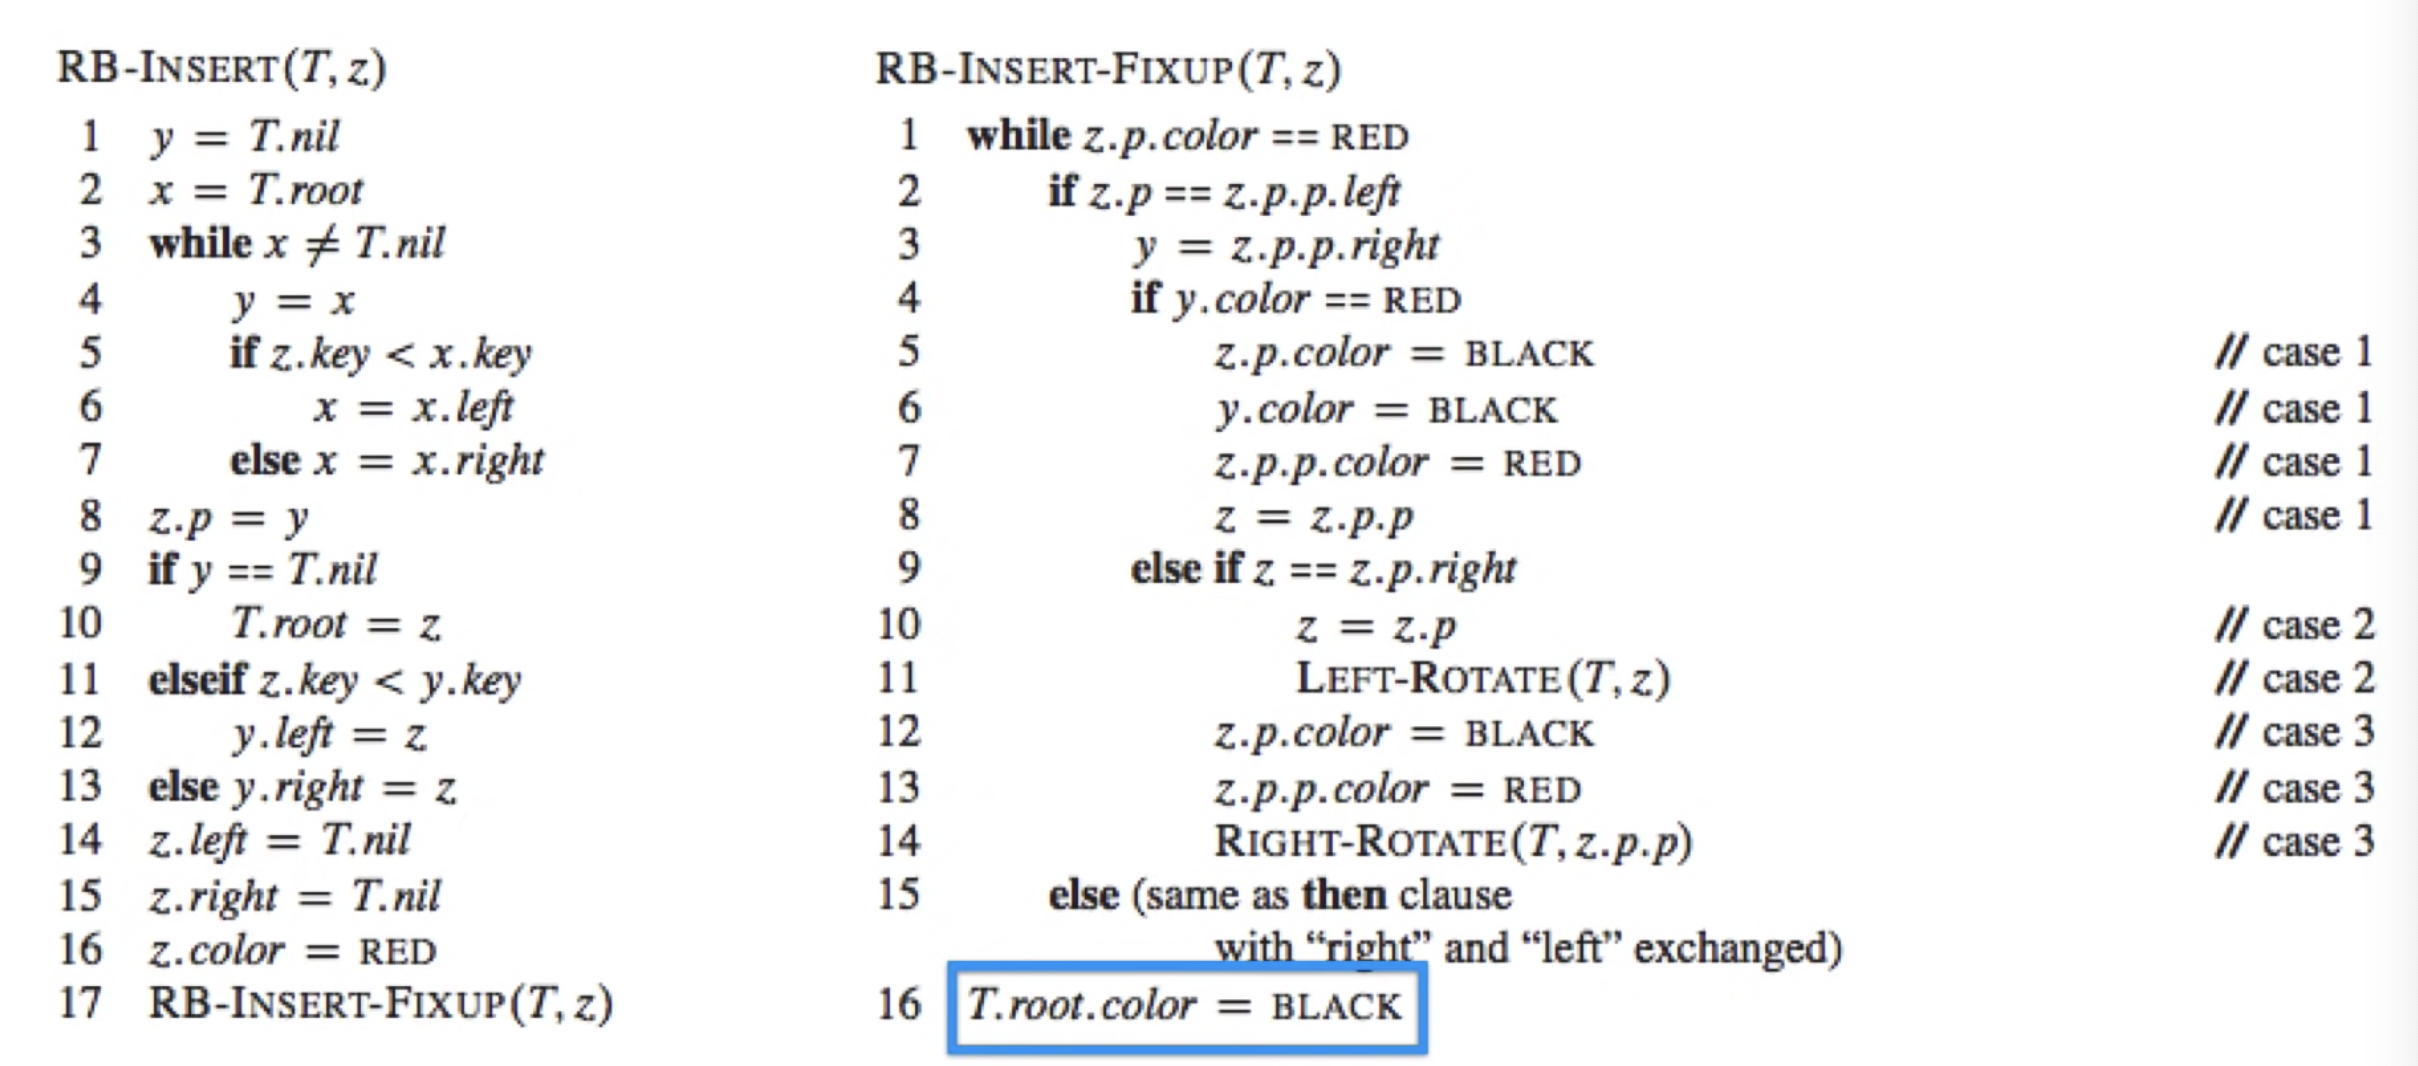 RB-INSERT(T, z)
1 y = T.nil
2 x = T.root
3 while x ≠ T.nil
4 y = x
5 if z.key < x.key
6 x = x.left
7 else x = x.right
8 z.p = y
9 if y == T.nil
10 T.root = z
11 elseif z.key < y.key
12 y.left = z
13 else y.right = z
14 z.left = T.nil
15 z.right = T.nil
16 z.color = RED
17 RB-INSERT-FIXUP(T, z)
RB-INSERT-FIXUP(T, z)
1 while z.p.color == RED
2 if z.p == z.p.p.left
3 y = z.p.p.right
4 if y.color == RED
5 z.p.color = BLACK // case 1
6 y.color = BLACK // case 1
7 z.p.p.color = RED // case 1
8 z = z.p.p // case 1
9 else if z == z.p.right
10 z = z.p // case 2
11 LEFT-ROTATE(T, z) // case 2
12 z.p.color = BLACK // case 3
13 z.p.p.color = RED // case 3
14 RIGHT-ROTATE(T, z.p.p) // case 3
15 else (same as then clause
with “right” and “left” exchanged)
16 T.root.color = BLACK